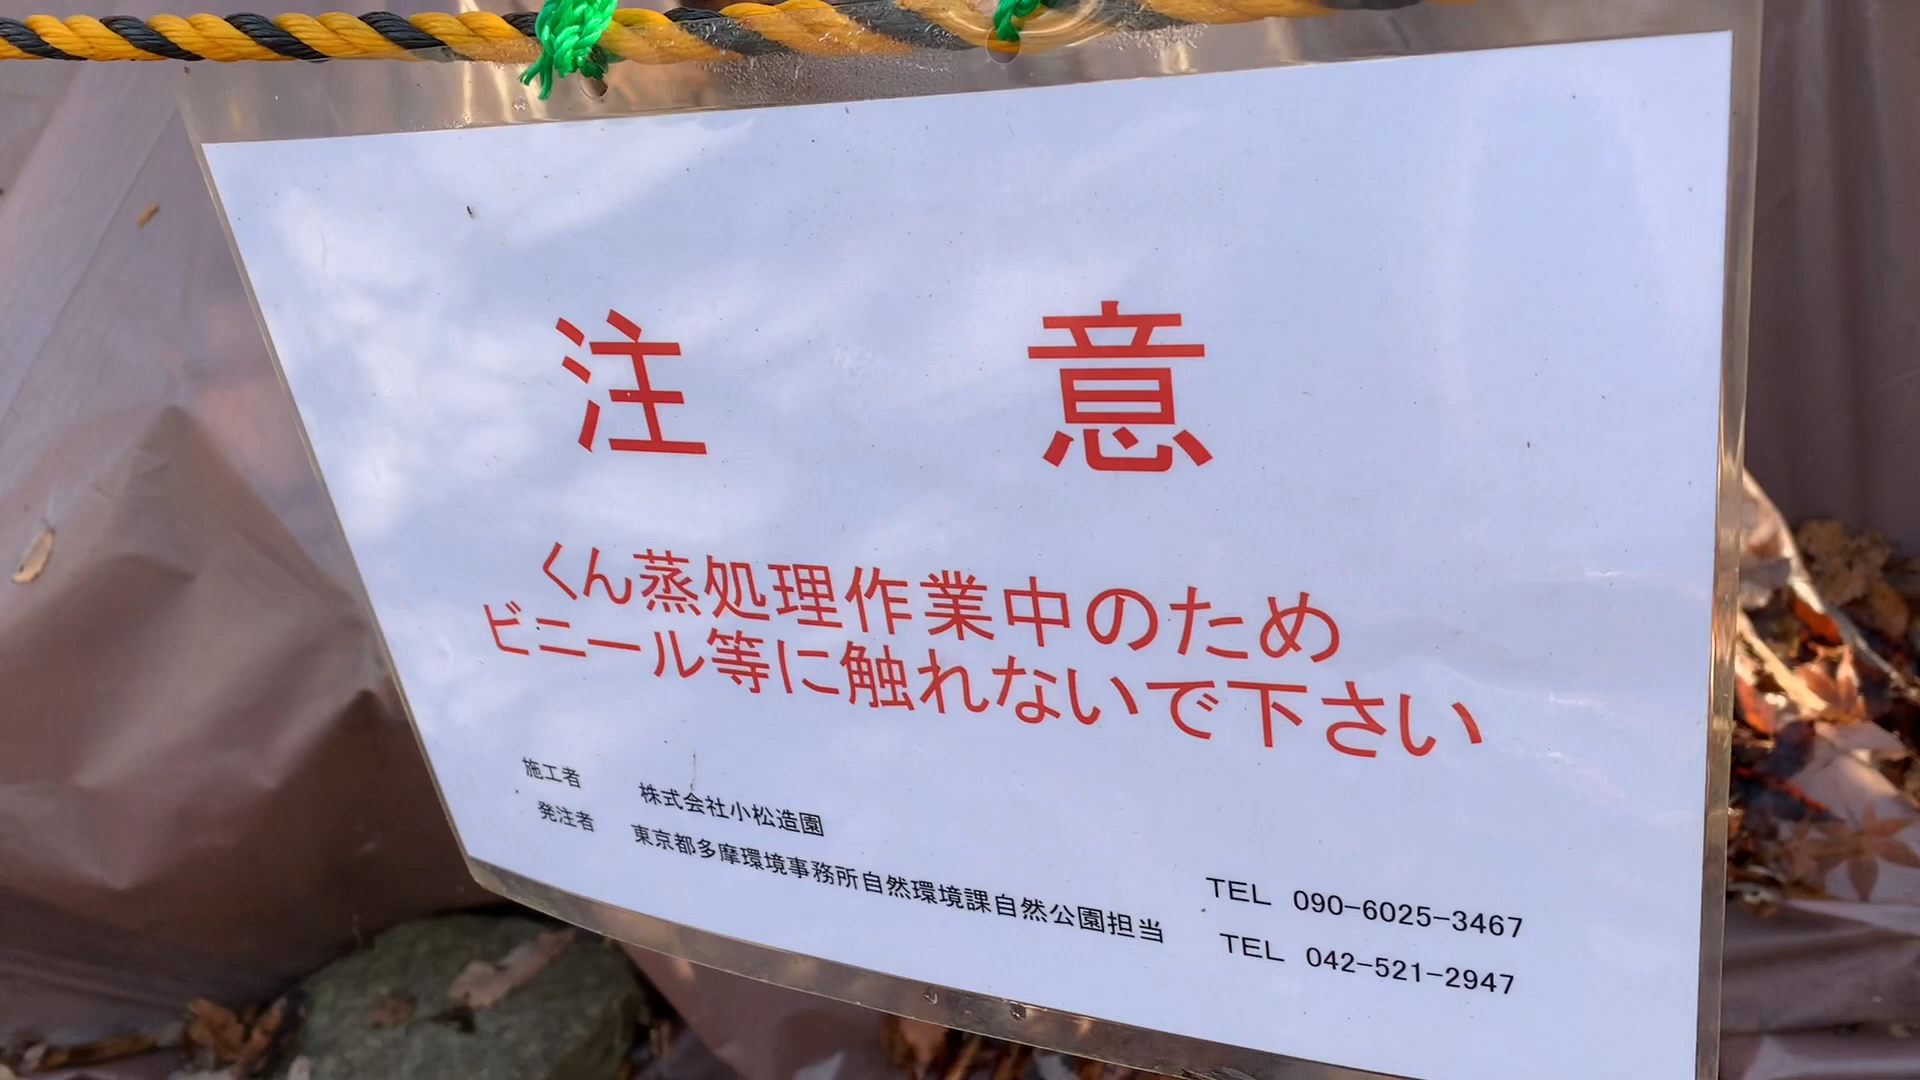 注 意
くん蒸処理作業中のため
ビニール等に触れないで下さい
施工者 株式会社小松造園 TEL 090-6025-3467
発注者 東京都多摩環境事務所自然環境課自然公園担当 TEL 042-521-2947